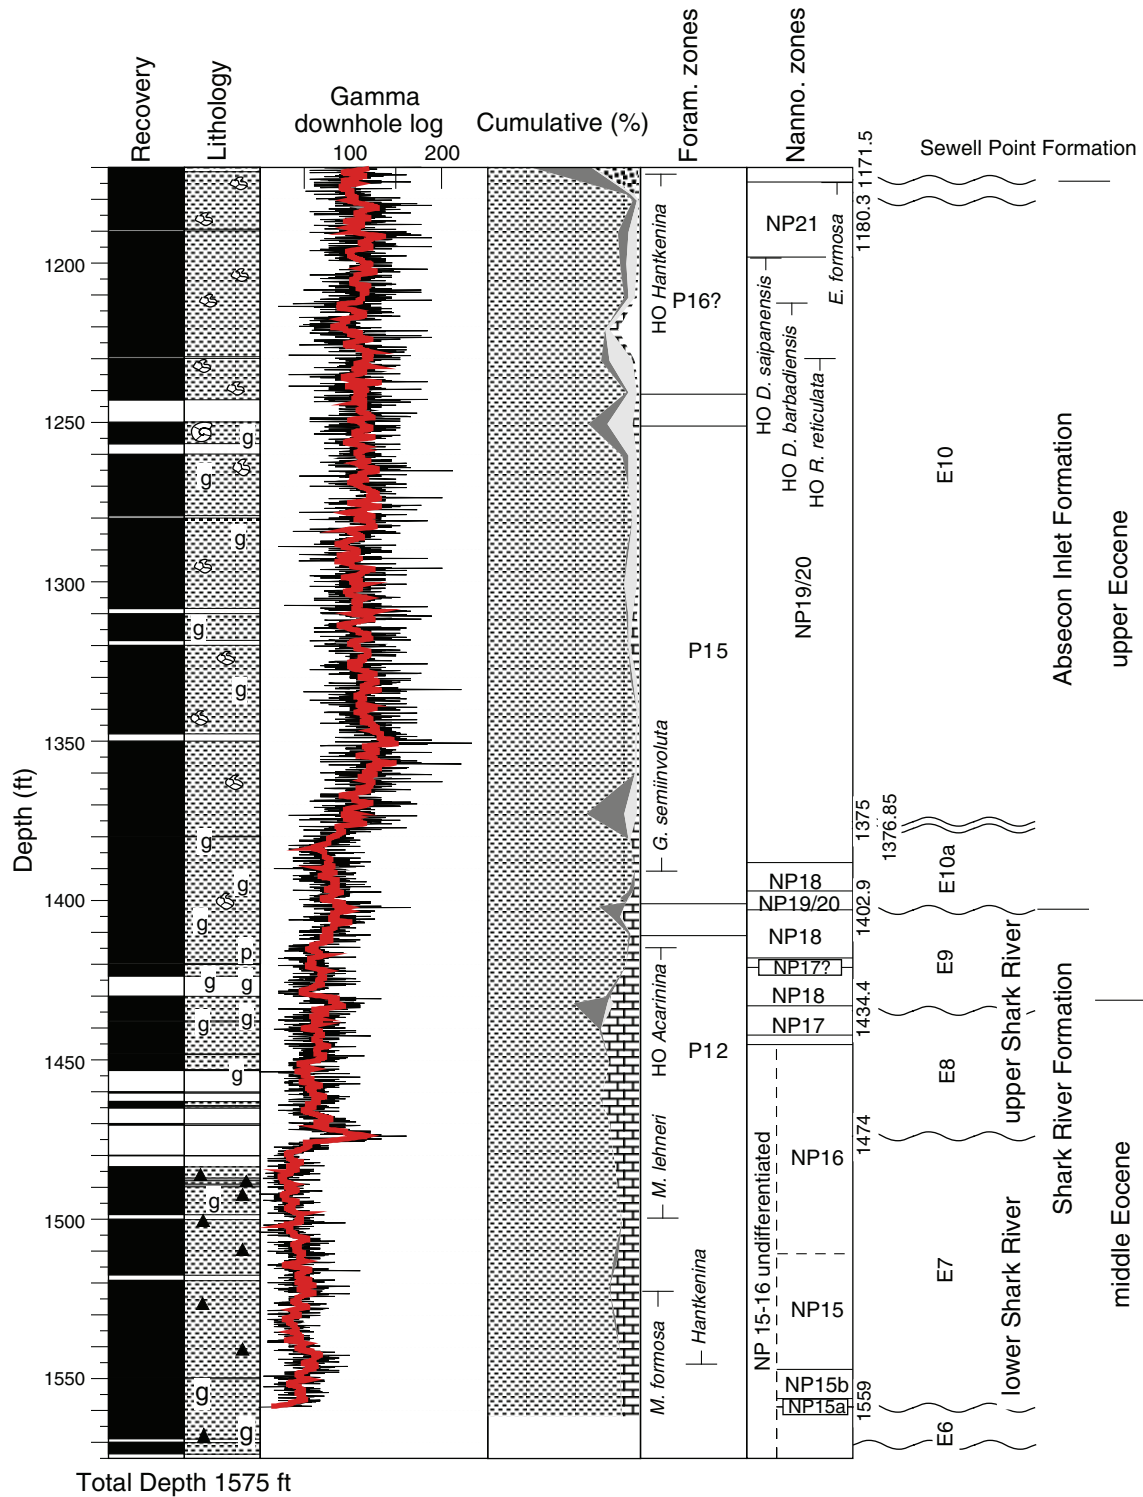 Recovery
Lithology
Gamma
downhole log
100 200
Cumulative (%)
Foram. zones
Nanno. zones
Sewell Point Formation
Depth (ft)
1200
1250
1300
1350
1400
1450
1500
1550
g
g
g
g
g
g
g
g
p
g
g
g
g
g
g
g
g
HO Hantkenina
P16?
P15
G. semiinvoluta
HO Acarinina
P12
M. lehneri
Hantkenina
M. formosa
NP21
E. formosa
HO D. saipanensis
HO D. barbadiensis
HO R. reticulata
NP19/20
NP18
NP19/20
NP18
NP17?
NP18
NP17
NP 15-16 undifferentiated
NP16
NP15
NP15b
NP15a
1171.5
1180.3
1375
1376.85
1402.9
1434.4
1474
1559
E10
E10a
E9
E8
E7
E6
Absecon Inlet Formation
upper Eocene
upper Shark River
lower Shark River
Shark River Formation
middle Eocene
Total Depth 1575 ft